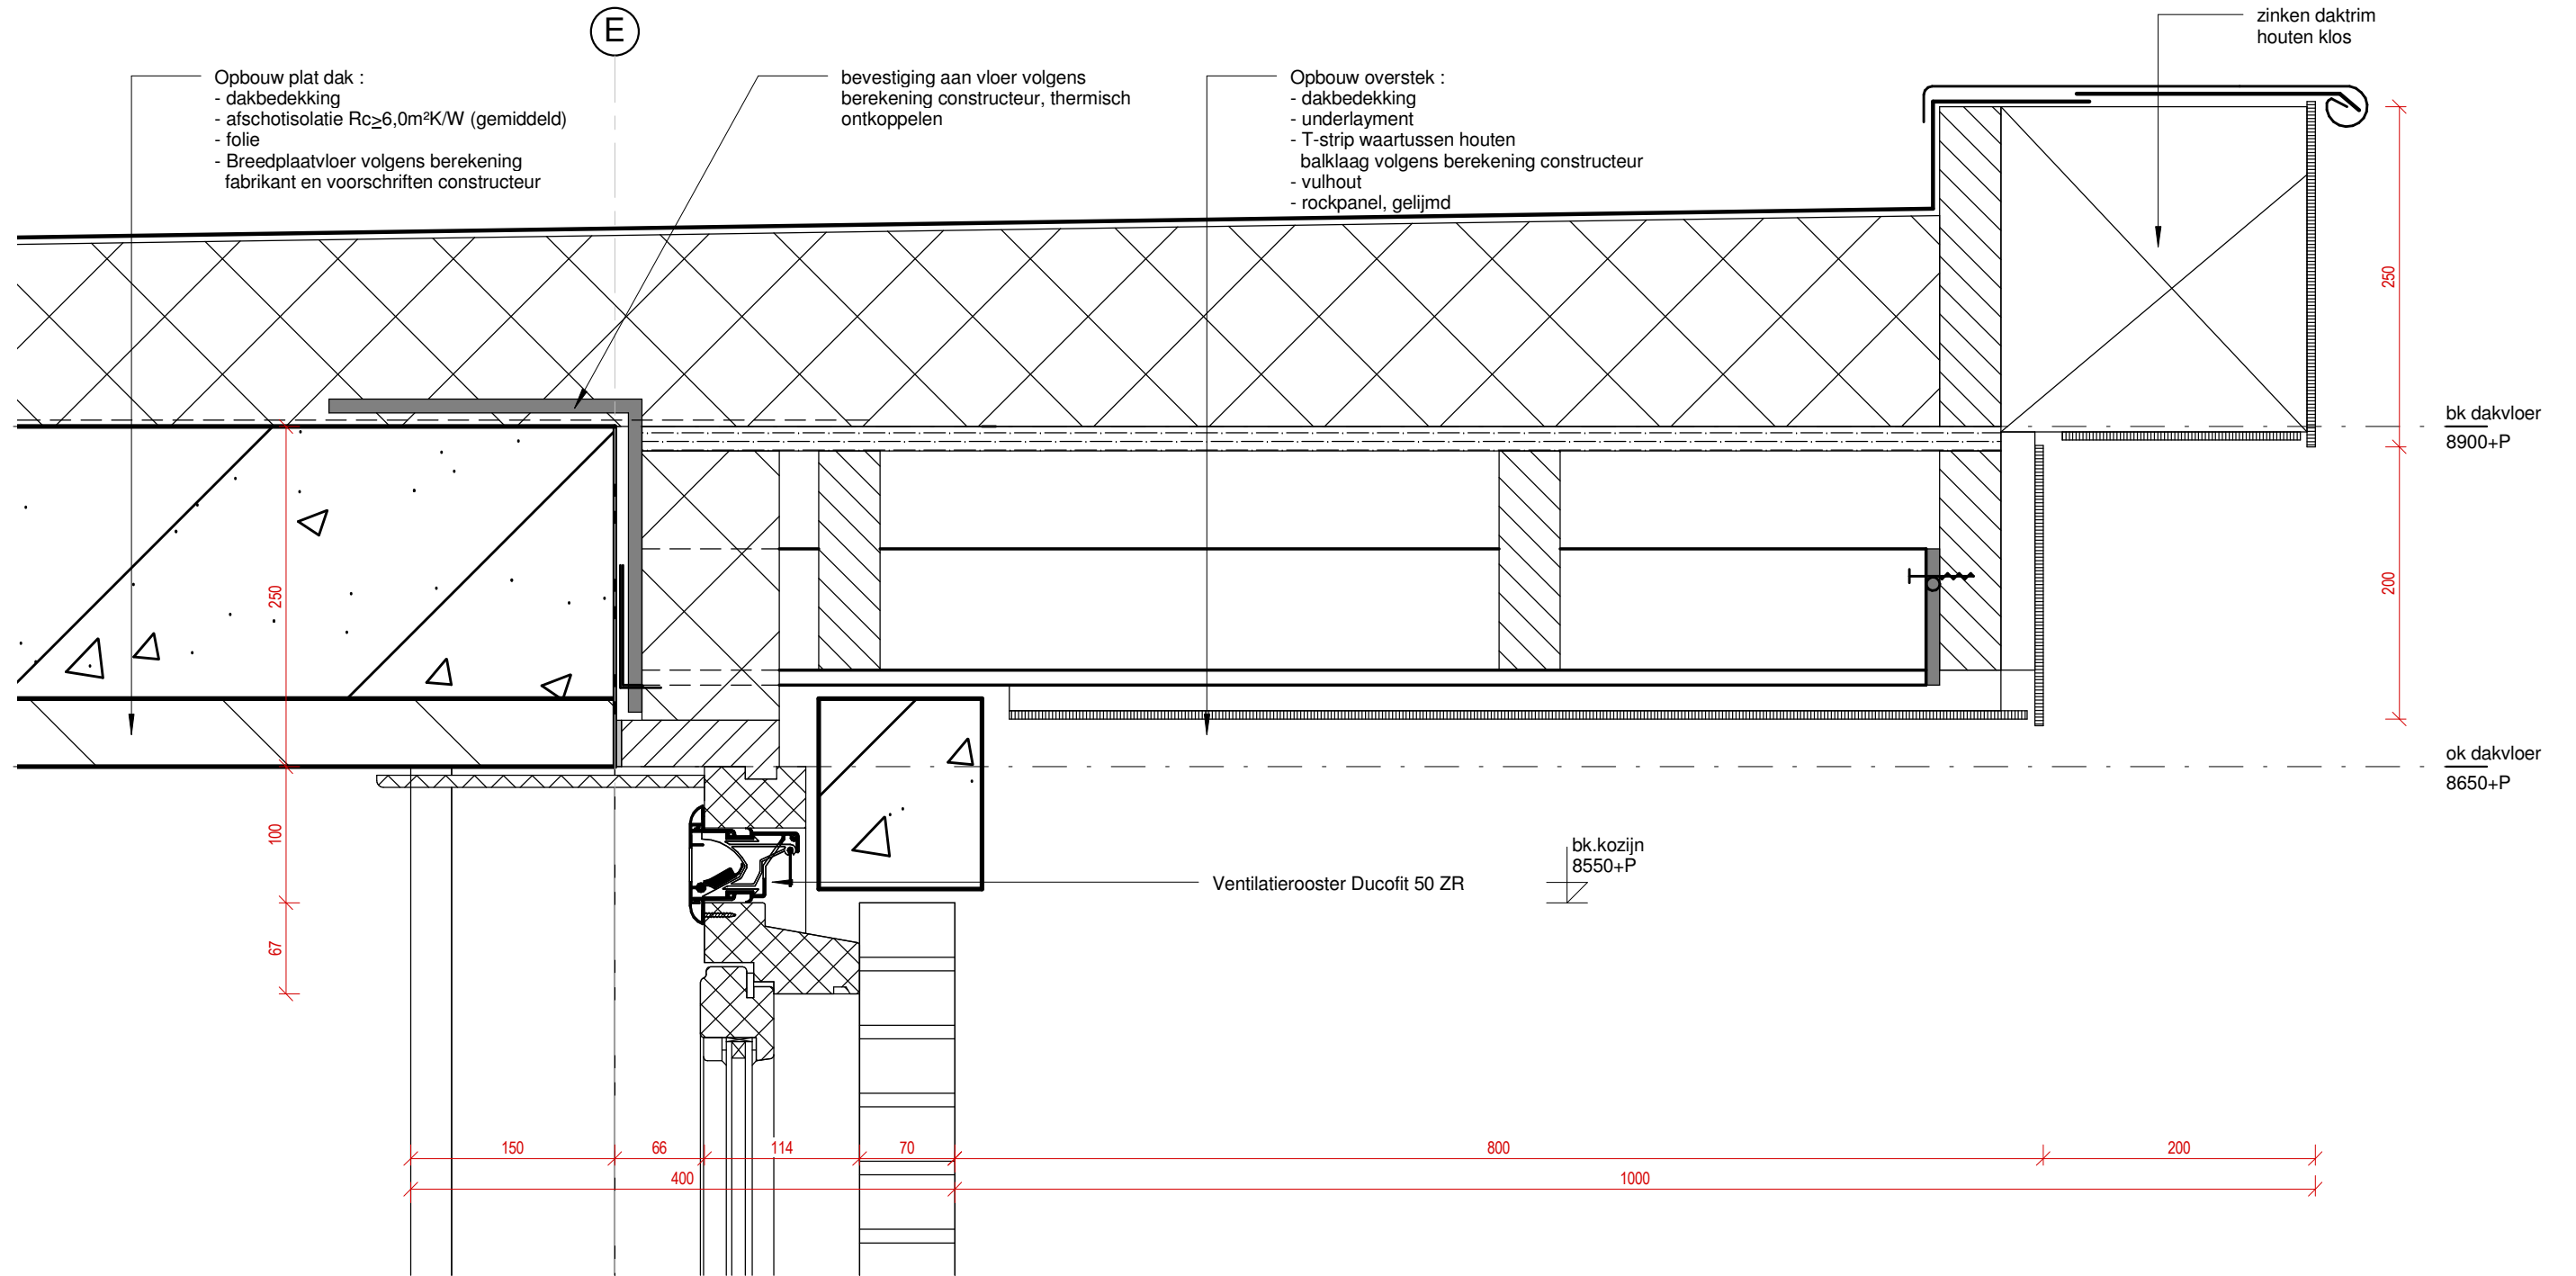 E
zinken daktrim
houten klos
Opbouw plat dak :
- dakbedekking
- afschotisolatie Rc≥6,0m²K/W (gemiddeld)
- folie
- Breedplaatvloer volgens berekening
fabrikant en voorschriften constructeur
bevestiging aan vloer volgens
berekening constructeur, thermisch
ontkoppelen
Opbouw overstek :
- dakbedekking
- underlayment
- T-strip waartussen houten
balklaag volgens berekening constructeur
- vulhout
- rockpanel, gelijmd
250
bk dakvloer
8900+P
250
200
ok dakvloer
8650+P
100
bk.kozijn
8550+P
Ventilatierooster Ducofit 50 ZR
67
150
66
114
70
800
200
400
1000